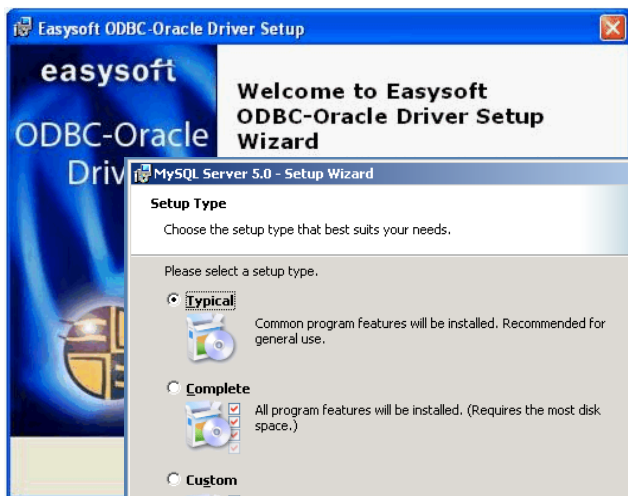 Easysoft ODBC-Oracle Driver Setup
easysoft
ODBC-Oracle
Driv
Welcome to Easysoft
ODBC-Oracle Driver Setup
Wizard
MySQL Server 5.0 - Setup Wizard
Setup Type
Choose the setup type that best suits your needs.
Please select a setup type.
Typical
Common program features will be installed. Recommended for
general use.
Complete
All program features will be installed. (Requires the most disk
space.)
Custom